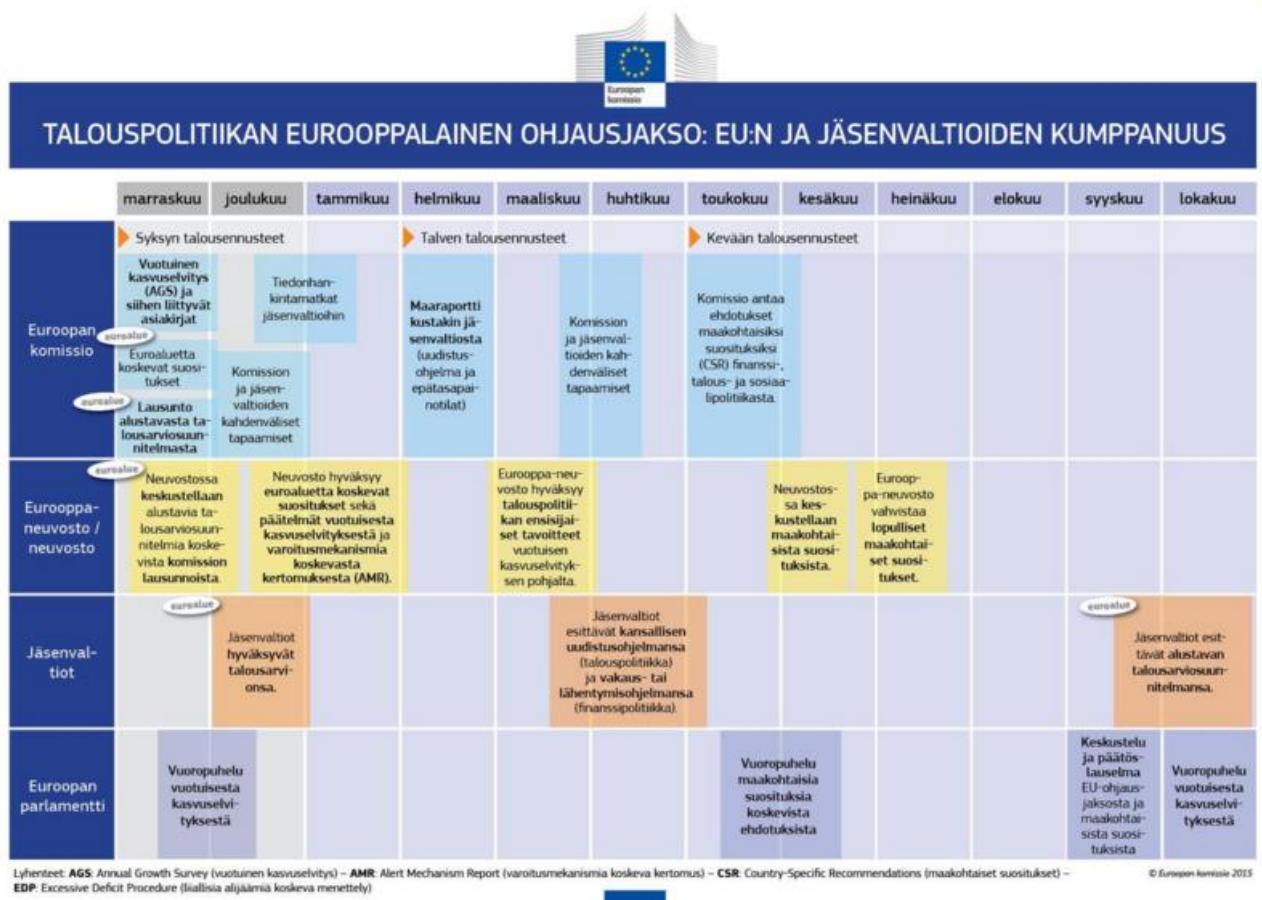 Euroopan
komissio
TALOUSPOLITIIKAN EUROOPPALAINEN OHJAUSJAKSO: EU:N JA JÄSENVALTIOIDEN KUMPPANUUS
marraskuu joulukuu tammikuu helmikuu maaliskuu huhtikuu toukokuu kesäkuu heinäkuu elokuu syyskuu lokakuu
Euroopan
komissio
Syksyn talousennusteet
Talven talousennusteet
Kevään talousennusteet
Vuotuinen
kasvuselvitys
(AGS) ja
siihen liittyvät
asiakirjat
euroalue
Euroaluetta
koskevat suosi-
tukset
euroalue
Lausunto
alustavasta ta-
lousarviosuun-
nitelmasta
Tiedonhan-
kintamatkat
jäsenvaltioihin
Komission
ja jäsen-
valtioiden
kahdenväliset
tapaamiset
Maaraportti
kustakin jä-
senvaltiosta
(uudistus-
ohjelma ja
epätasapai-
notilat)
Komission
ja jäsenval-
tioiden kah-
denväliset
tapaamiset
Komissio antaa
ehdotukset
maakohtaisiksi
suosituksiksi
(CSR) finanssi-,
talous- ja sosiaa-
lipolitiikasta.
Eurooppa-
neuvosto /
neuvosto
euroalue
Neuvostossa
keskustellaan
alustavia ta-
lousarviosuun-
nitelmia koske-
vista komission
lausunnoista.
Neuvosto hyväksyy
euroaluetta koskevat
suositukset sekä
päätelmät vuotuisesta
kasvuselvityksestä ja
varoitusmekanismia
koskevasta
kertomuksesta (AMR).
Eurooppa-neu-
vosto hyväksyy
talouspolitii-
kan ensisijai-
set tavoitteet
vuotuisen
kasvuselvityk-
sen pohjalta.
Neuvostos-
sa kes-
kustellaan
maakohtai-
sista suosi-
tuksista.
Euroop-
pa-neuvosto
vahvistaa
lopulliset
maakohtai-
set suosi-
tukset.
Jäsenval-
tiot
euroalue
Jäsenvaltiot
hyväksyvät
talousarvi-
onsa.
Jäsenvaltiot
esittävät kansallisen
uudistusohjelmansa
(talouspolitiikka)
ja vakaus- tai
lähentymisohjelmansa
(finanssipolitiikka).
euroalue
Jäsenvaltiot esit-
tävät alustavan
talousarviosuun-
nitelmansa.
Euroopan
parlamentti
Vuoropuhelu
vuotuisesta
kasvuselvi-
tyksestä
Vuoropuhelu
maakohtaisia
suosituksia
koskevista
ehdotuksista
Keskustelu
ja päätös-
lauselma
EU-ohjaus-
jaksosta ja
maakohtai-
sista suosi-
tuksista
Vuoropuhelu
vuotuisesta
kasvuselvi-
tyksestä
Lyhenteet: AGS: Annual Growth Survey (vuotuinen kasvuselvitys) – AMR: Alert Mechanism Report (varoitusmekanismia koskeva kertomus) – CSR: Country-Specific Recommendations (maakohtaiset suositukset) –
EDP: Excessive Deficit Procedure (liiallisia alijäämiä koskeva menettely)
© Euroopan komissio 2015